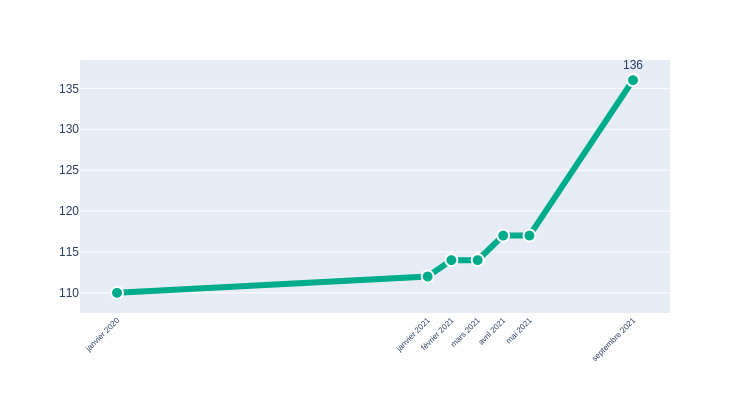 136
135
130
125
120
115
110
janvier 2020
janvier 2021
février 2021
mars 2021
avril 2021
mai 2021
septembre 2021